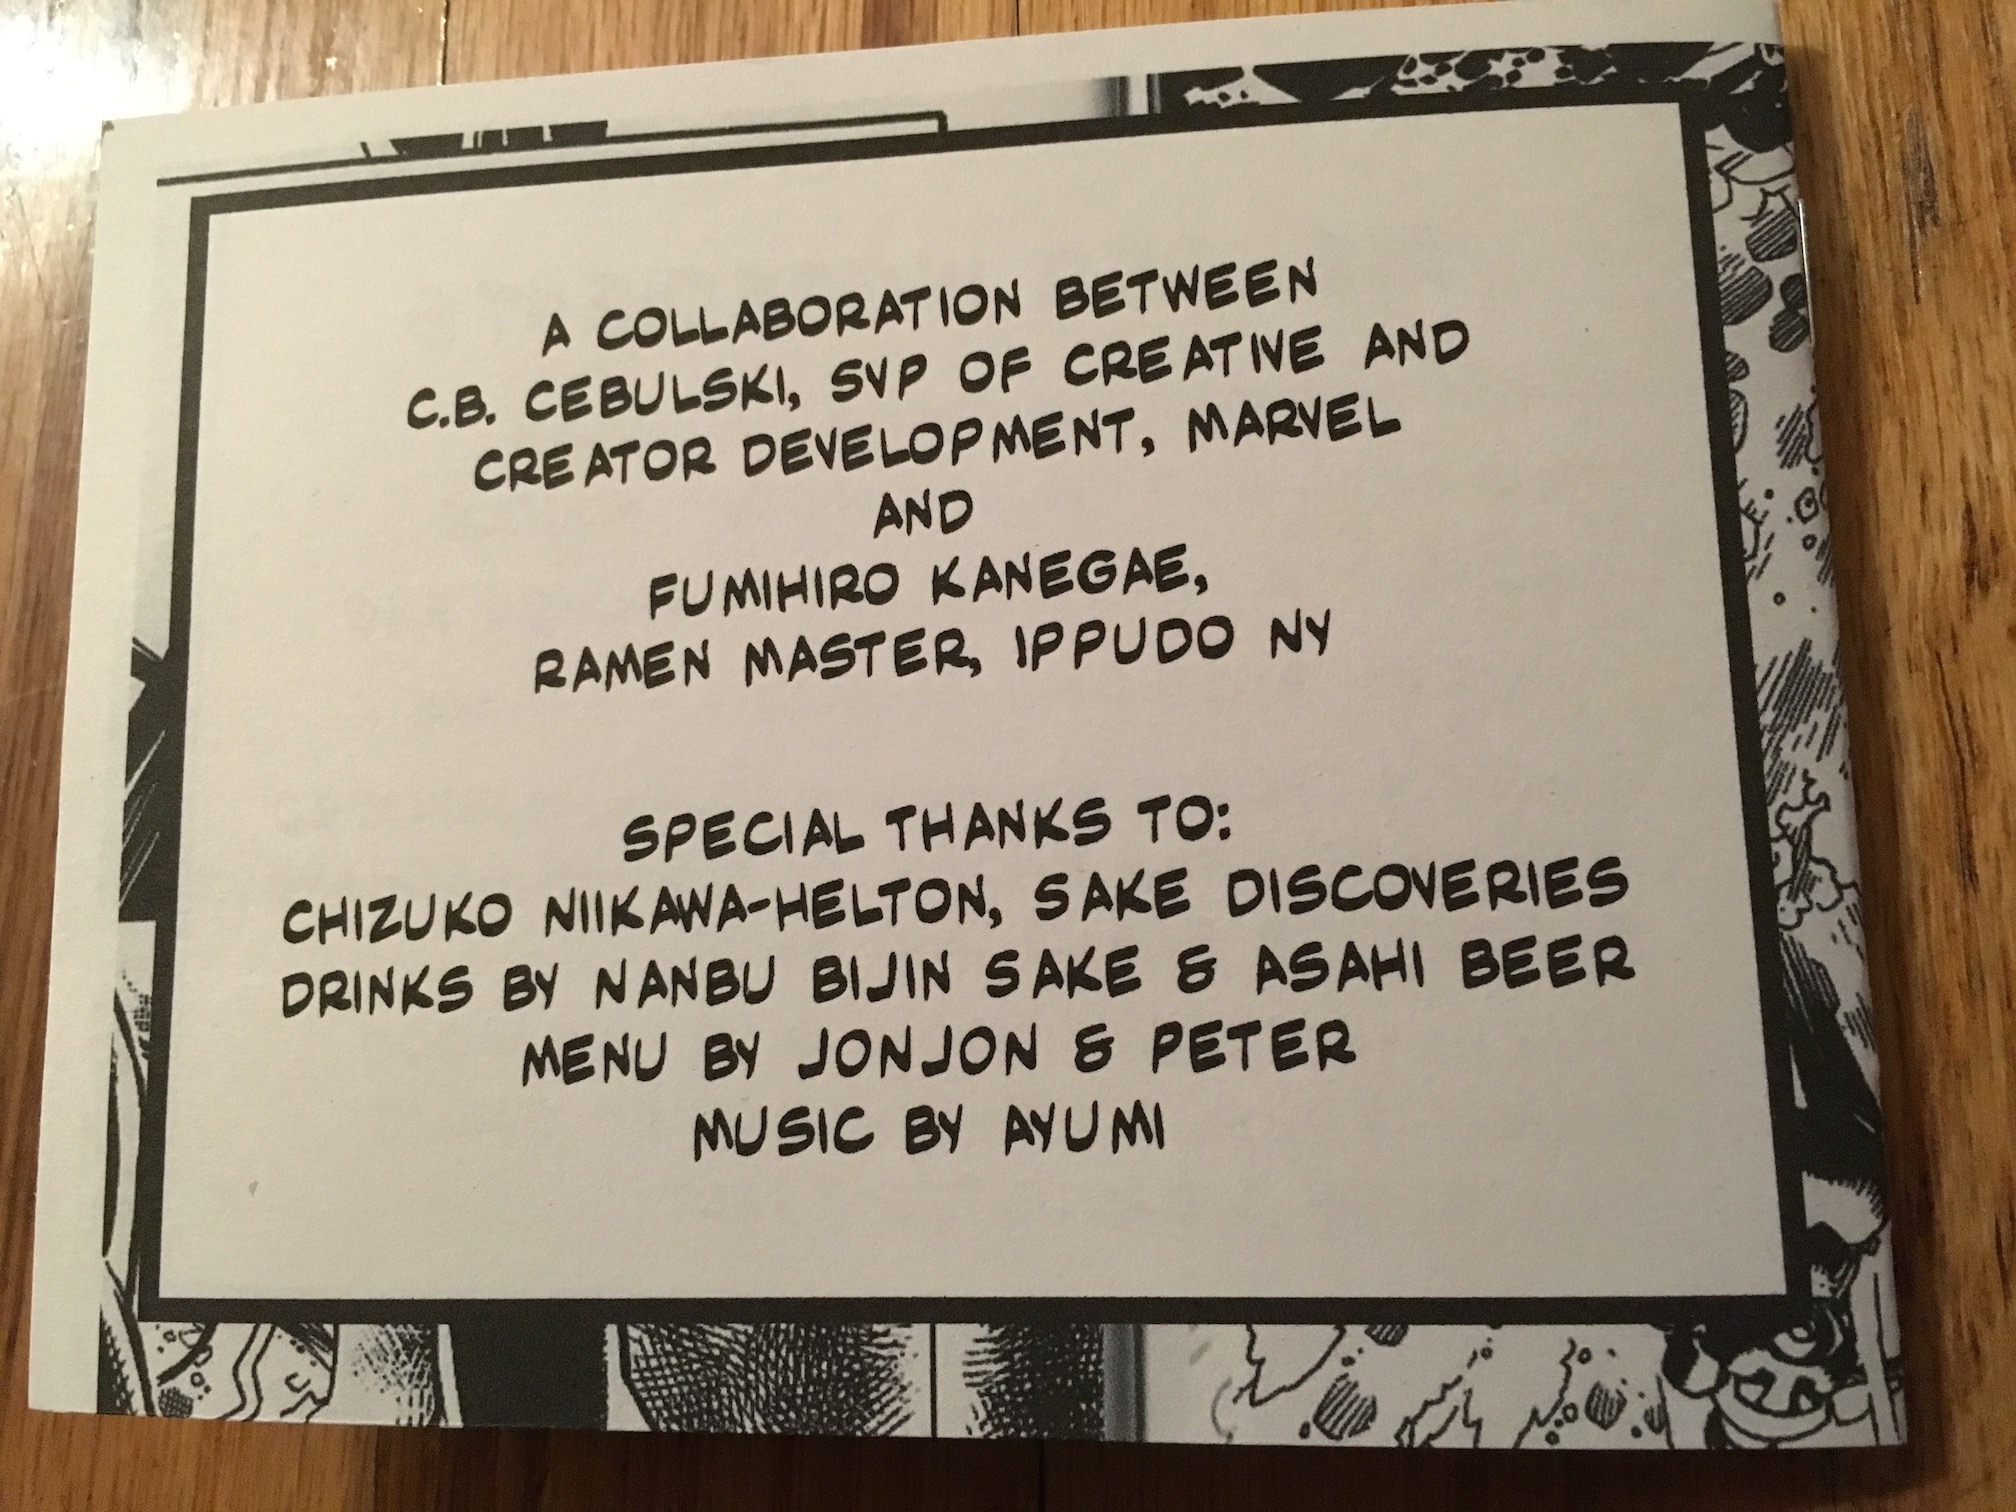 A COLLABORATION BETWEEN
C.B. CEBULSKI, SVP OF CREATIVE AND
CREATOR DEVELOPMENT, MARVEL
AND
FUMIHIRO KANEGAE,
RAMEN MASTER, IPPUDO NY
SPECIAL THANKS TO:
CHIZUKO NIIKAWA-HELTON, SAKE DISCOVERIES
DRINKS BY NANBU BIJIN SAKE & ASAHI BEER
MENU BY JONJON & PETER
MUSIC BY AYUMI